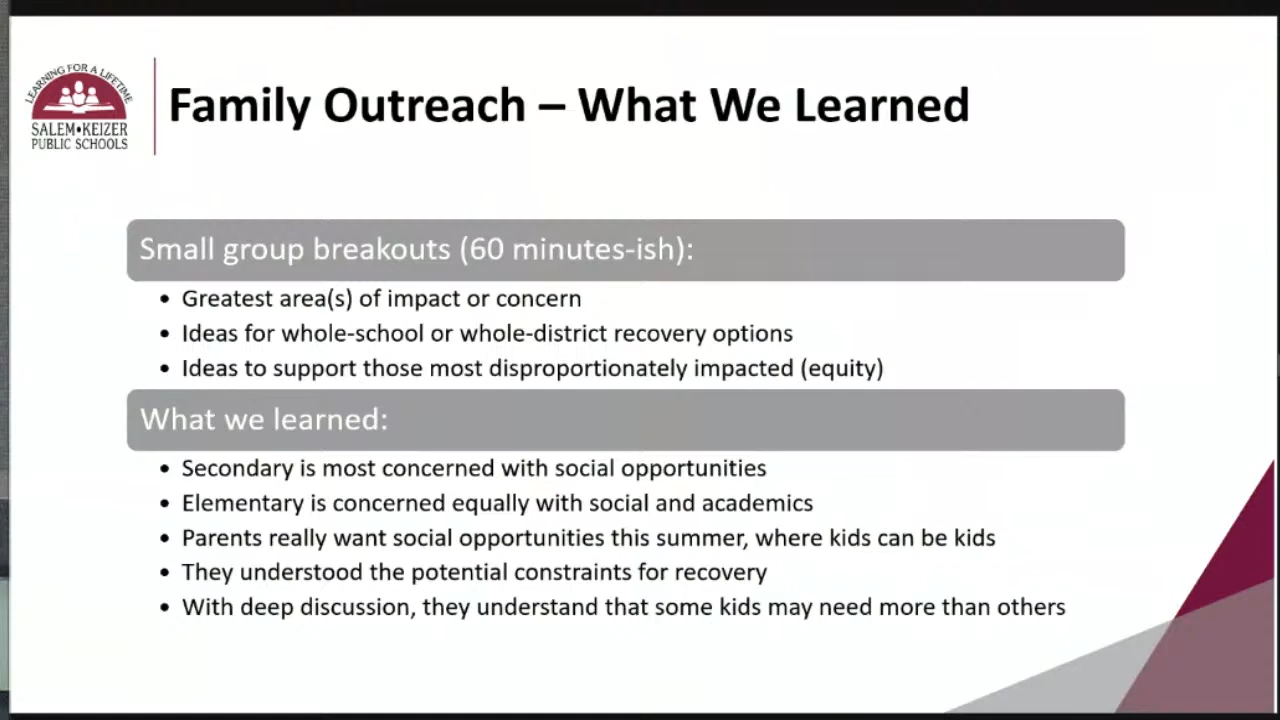 LEARNING FOR A LIFETIME
SALEM•KEIZER
PUBLIC SCHOOLS
Family Outreach – What We Learned
Small group breakouts (60 minutes-ish):
• Greatest area(s) of impact or concern
• Ideas for whole-school or whole-district recovery options
• Ideas to support those most disproportionately impacted (equity)
What we learned:
• Secondary is most concerned with social opportunities
• Elementary is concerned equally with social and academics
• Parents really want social opportunities this summer, where kids can be kids
• They understood the potential constraints for recovery
• With deep discussion, they understand that some kids may need more than others